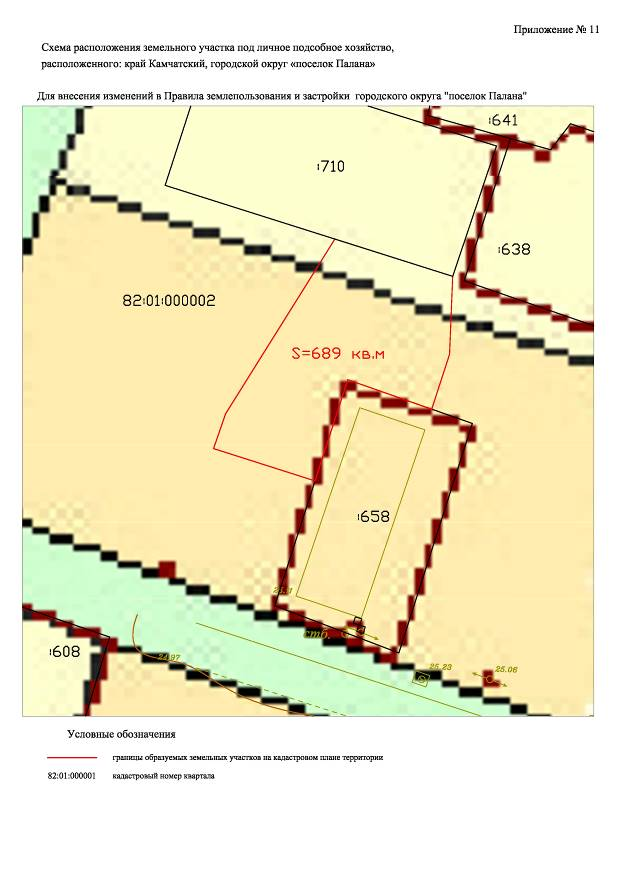 Приложение № 11
Схема расположения земельного участка под личное подсобное хозяйство,
расположенного: край Камчатский, городской округ «поселок Палана»
Для внесения изменений в Правила землепользования и застройки городского округа "поселок Палана"
:641
:710
:638
82:01:000002
S=689 кв.м
:658
стб.
:608
24.97
25.23
25.06
Условные обозначения
границы образуемых земельных участков на кадастровом плане территории
82:01:000001 кадастровый номер квартала